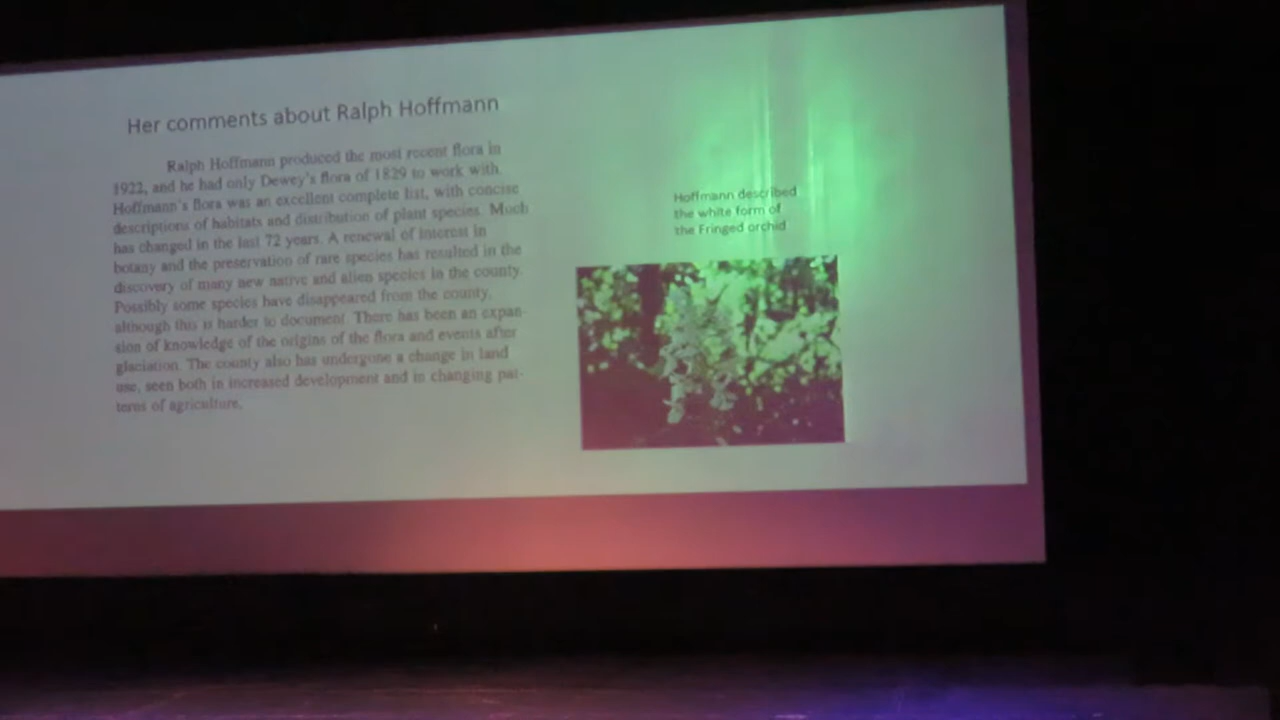 Her comments about Ralph Hoffmann
Ralph Hoffmann produced the most recent flora in
1922, and he had only Dewey's flora of 1829 to work with.
Hoffmann's flora was an excellent complete list, with concise
descriptions of habitats and distribution of plant species. Much
has changed in the last 72 years. A renewal of interest in
botany and the preservation of rare species has resulted in the
discovery of many new native and alien species in the county.
Possibly some species have disappeared from the county,
although this is harder to document. There has been an expan-
sion of knowledge of the origins of the flora and events after
glaciation. The county also has undergone a change in land
use, seen both in increased development and in changing pat-
terns of agriculture.
Hoffmann described
the white form of
the Fringed orchid